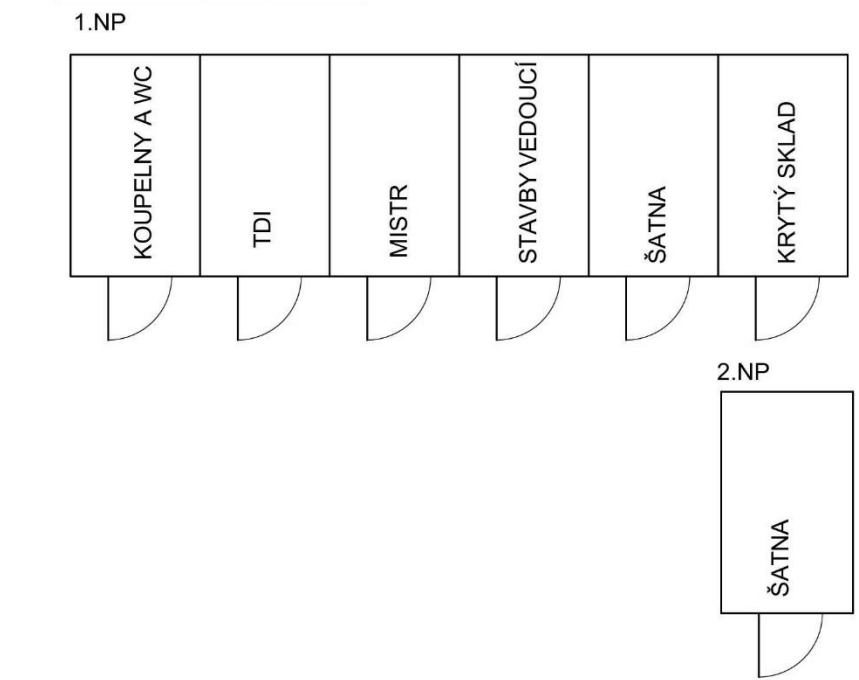 1.NP
KOUPELNY A WC
TDI
MISTR
STAVBY VEDOUCÍ
ŠATNA
KRYTÝ SKLAD
2.NP
ŠATNA